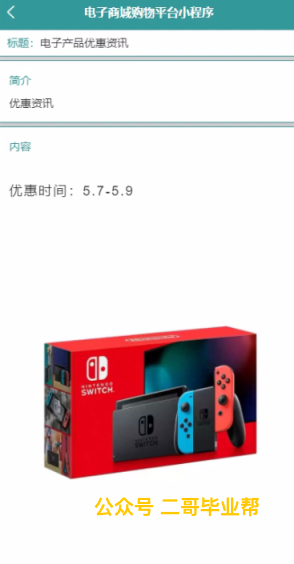 电子商城购物平台小程序
标题：电子产品优惠资讯
简介
优惠资讯
内容
优惠时间：5.7-5.9
NINTENDO
SWITCH
公众号 二哥毕业帮